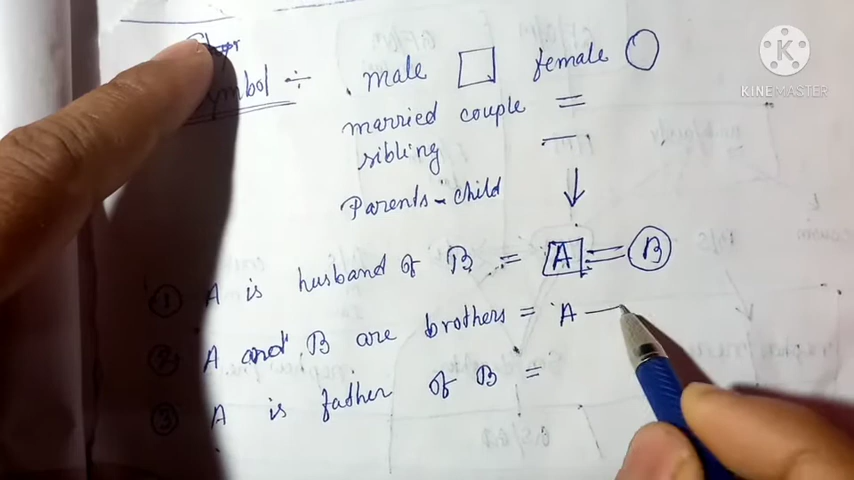 male female
married couple =
sibling —
Parents - child ↓
① A is husband of B = A = B
② A and B are brothers = A —
③ A is father of B =
KINEMASTER